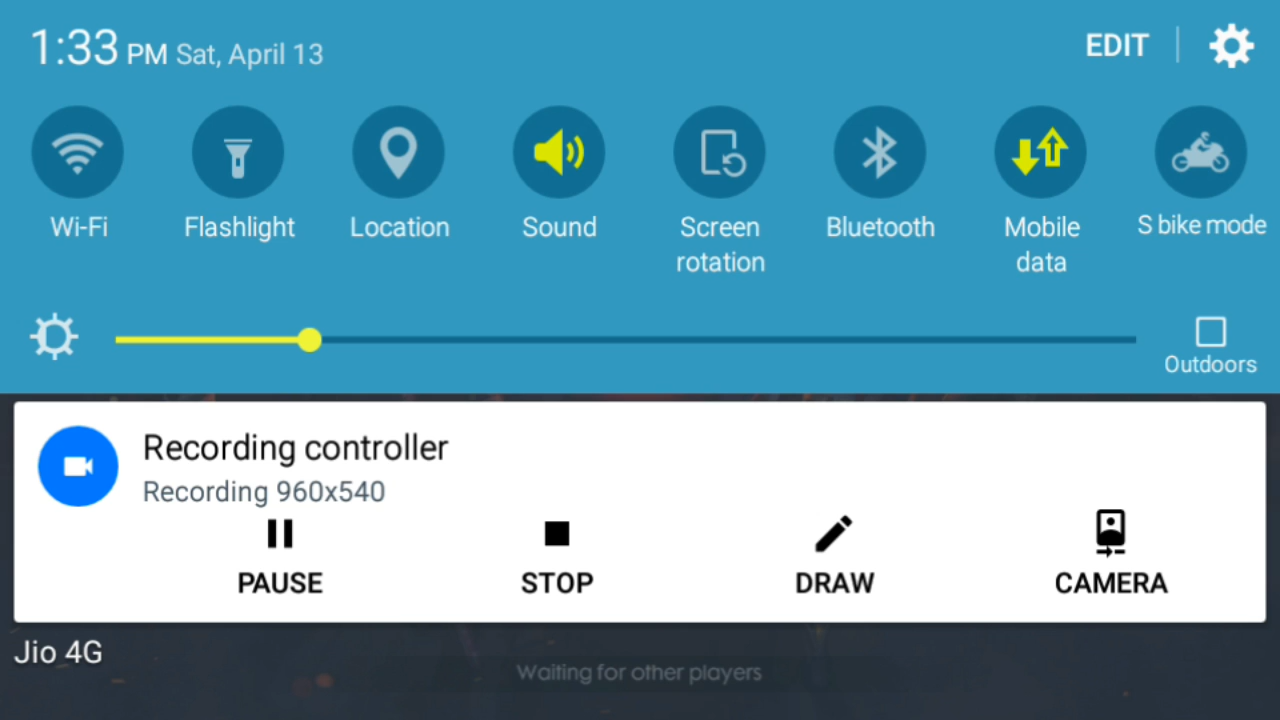 1:33 PM Sat, April 13
EDIT
Wi-Fi
Flashlight
Location
Sound
Screen
rotation
Bluetooth
Mobile
data
S bike mode
Outdoors
Recording controller
Recording 960x540
PAUSE
STOP
DRAW
CAMERA
Jio 4G
Waiting for other players